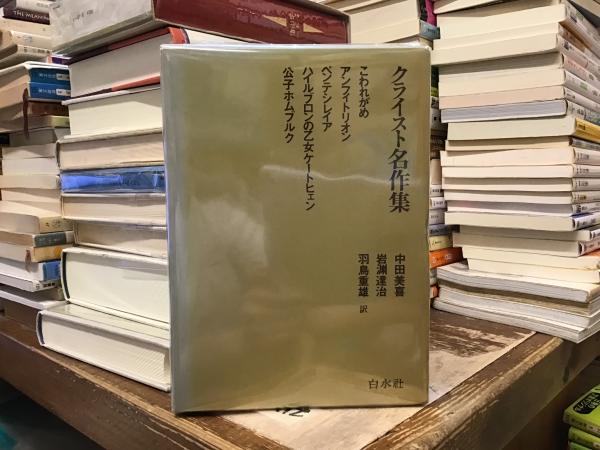 クライスト名作集
こわれがめ
アンフィトリオン
ペンテシレイア
ハイルブロンの乙女ケートヒェン
公子ホムブルク
中田美喜
岩淵達治
羽鳥重雄 訳
白水社